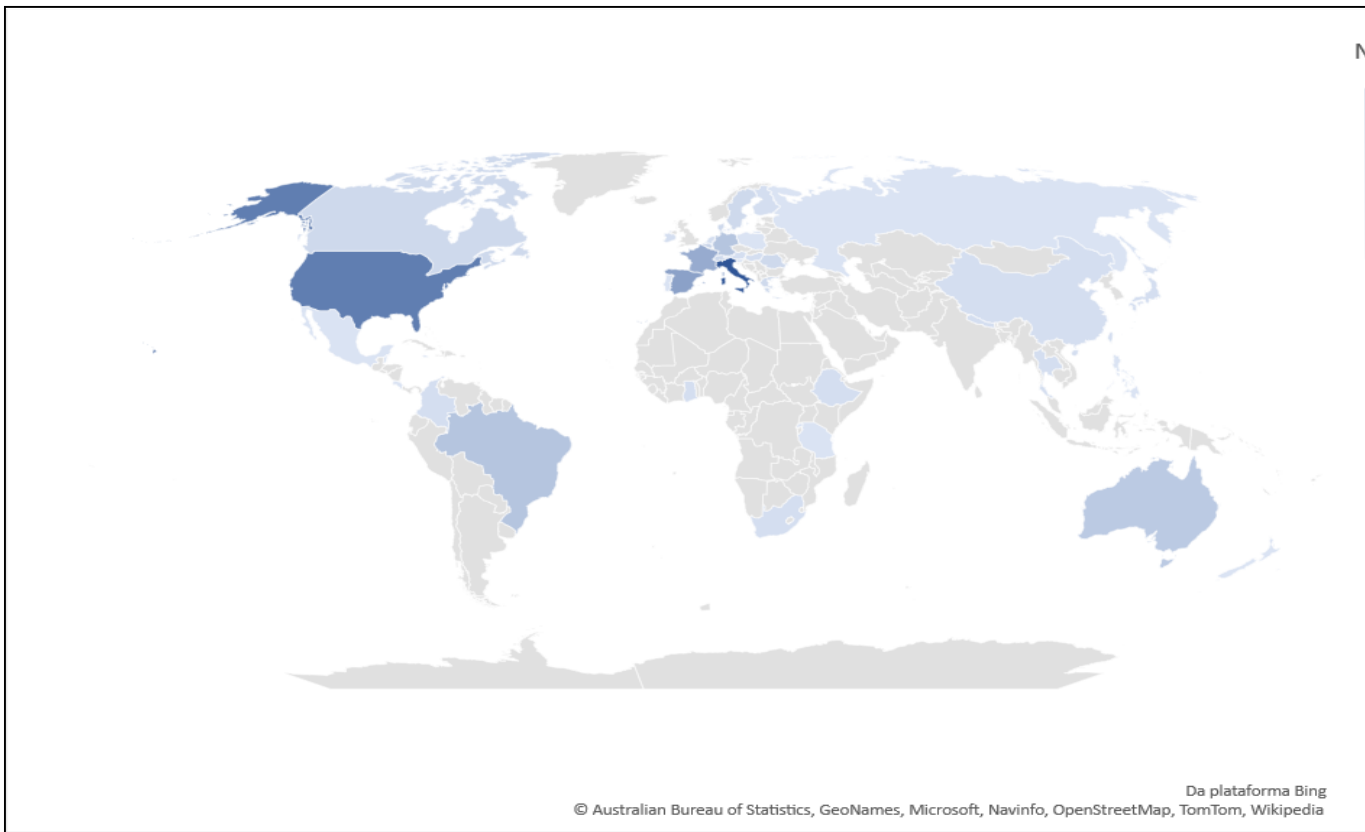 N
Da plataforma Bing
© Australian Bureau of Statistics, GeoNames, Microsoft, Navinfo, OpenStreetMap, TomTom, Wikipedia